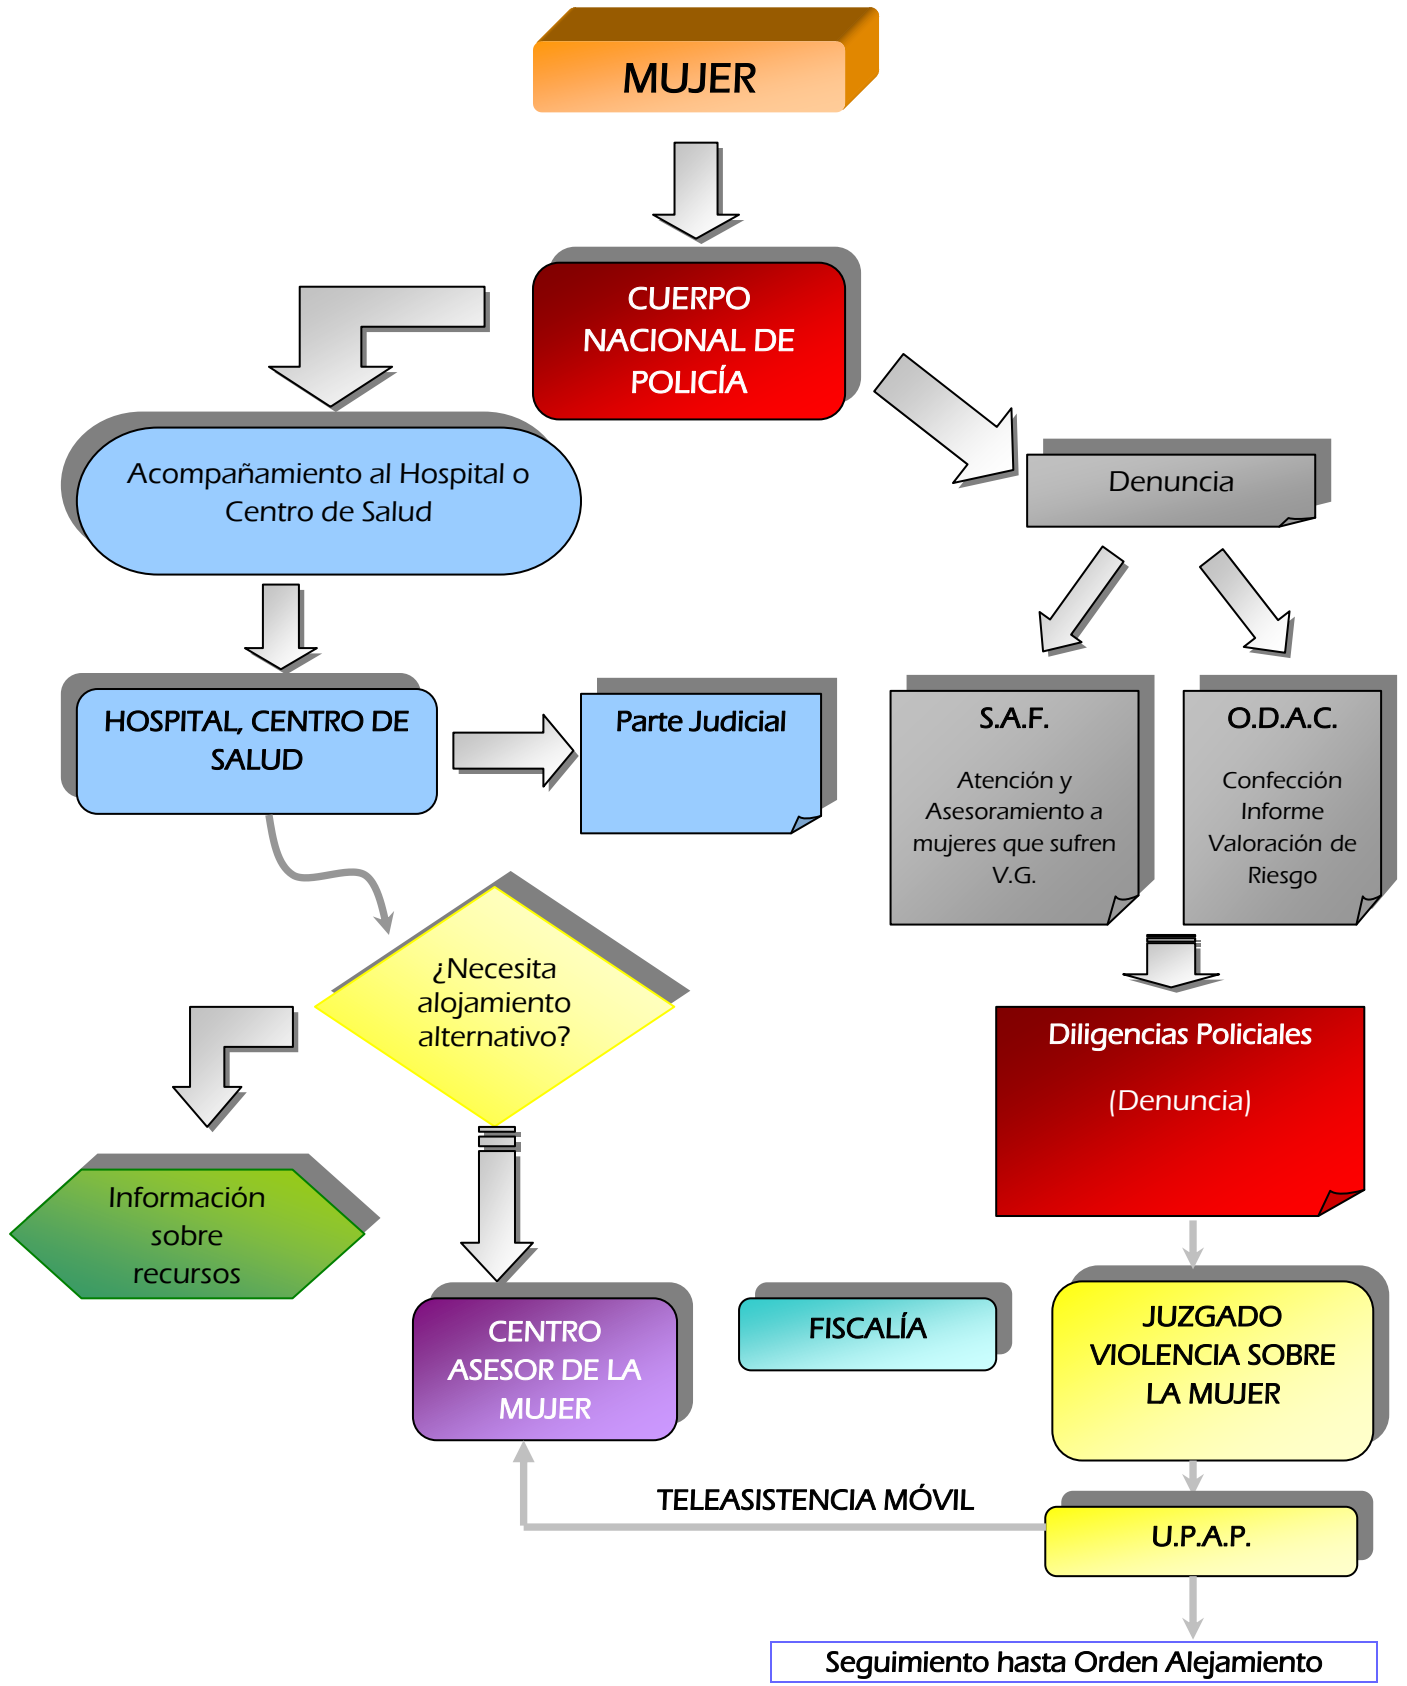 MUJER
CUERPO
NACIONAL DE
POLICÍA
Acompañamiento al Hospital o
Centro de Salud
Denuncia
HOSPITAL, CENTRO DE
SALUD
Parte Judicial
S.A.F.
Atención y
Asesoramiento a
mujeres que sufren
V.G.
O.D.A.C.
Confección
Informe
Valoración de
Riesgo
¿Necesita
alojamiento
alternativo?
Diligencias Policiales
(Denuncia)
Información
sobre
recursos
CENTRO
ASESOR DE LA
MUJER
FISCALÍA
JUZGADO
VIOLENCIA SOBRE
LA MUJER
TELEASISTENCIA MÓVIL
U.P.A.P.
Seguimiento hasta Orden Alejamiento